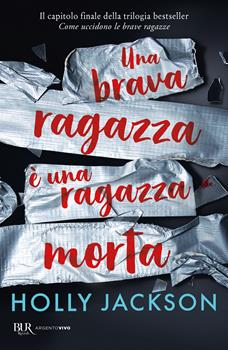 Il capitolo finale della trilogia bestseller
Come uccidono le brave ragazze
Una
brava
ragazza
è una
ragazza
morta
HOLLY JACKSON
BUR
Rizzoli
ARGENTOVIVO